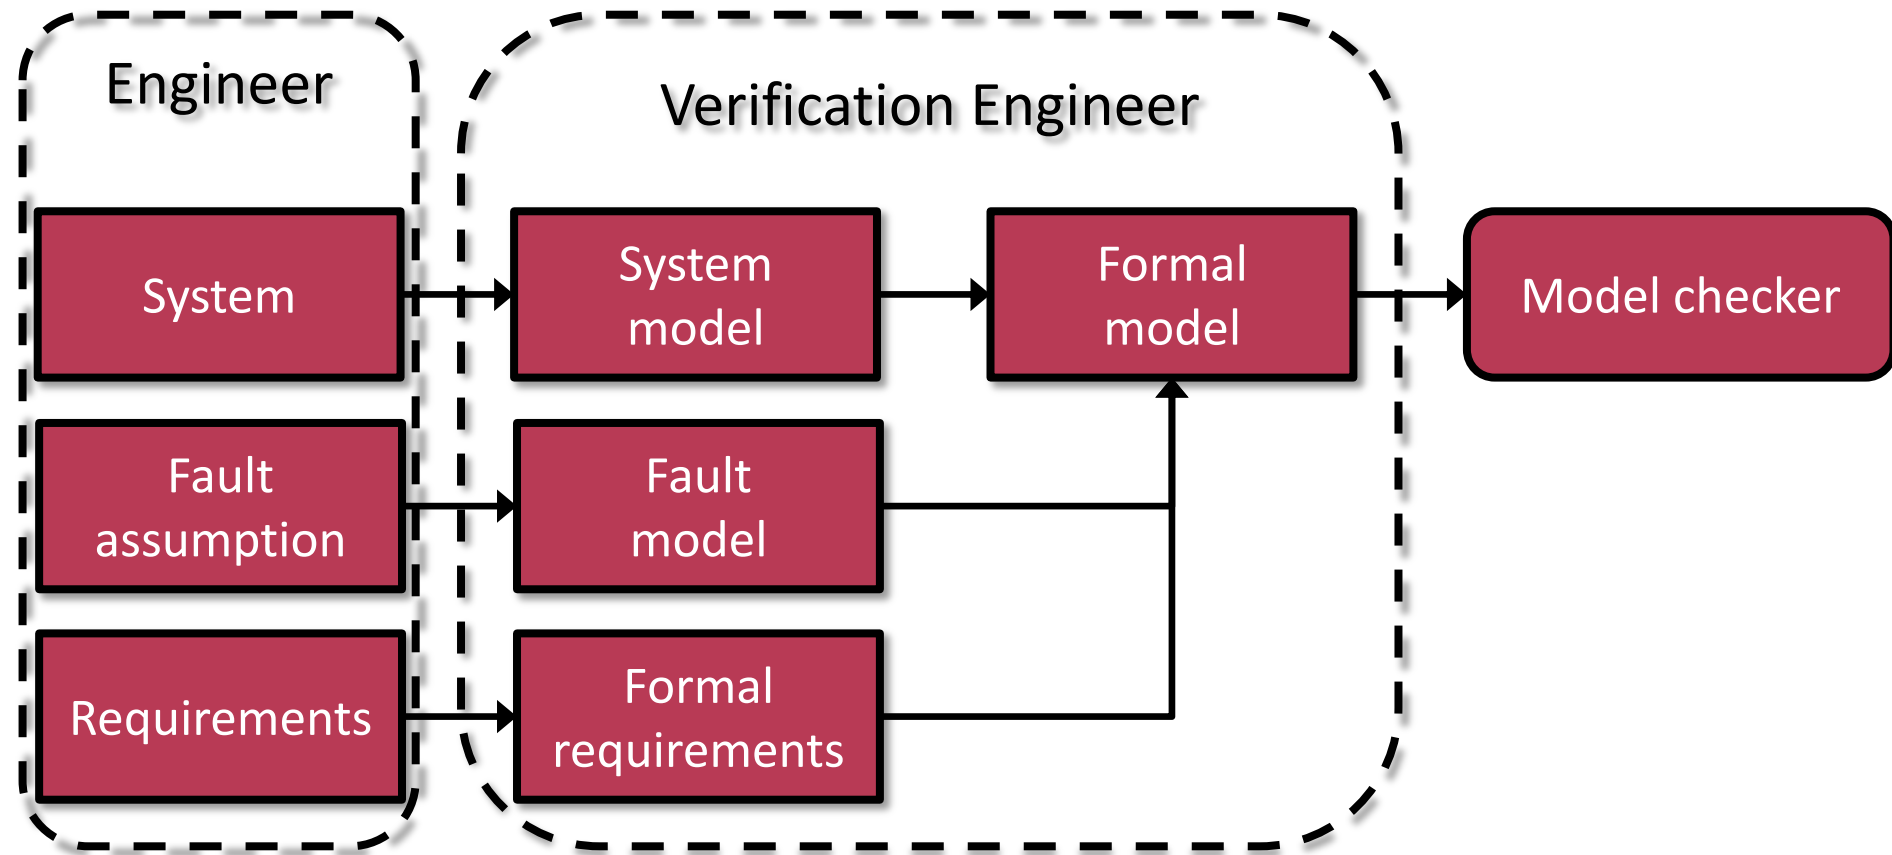 Engineer
Verification Engineer
System
System
model
Formal
model
Model checker
Fault
assumption
Fault
model
Requirements
Formal
requirements